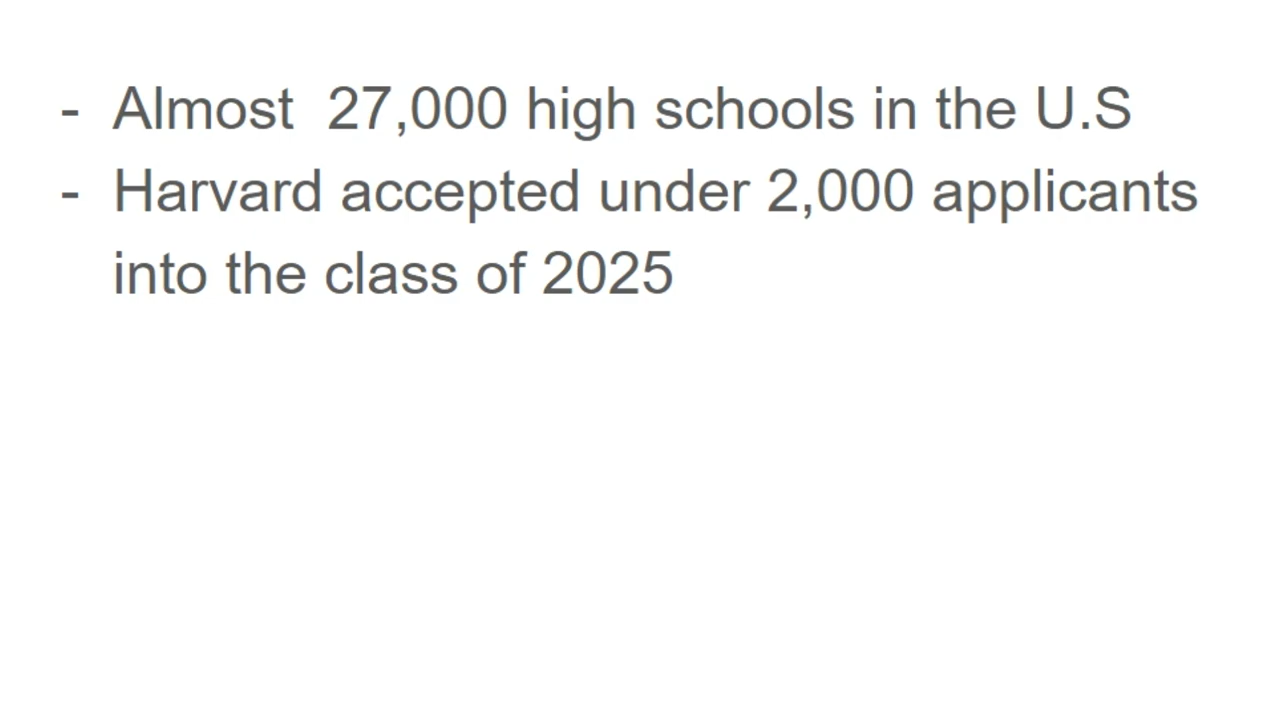 - Almost  27,000 high schools in the U.S
- Harvard accepted under 2,000 applicants
into the class of 2025